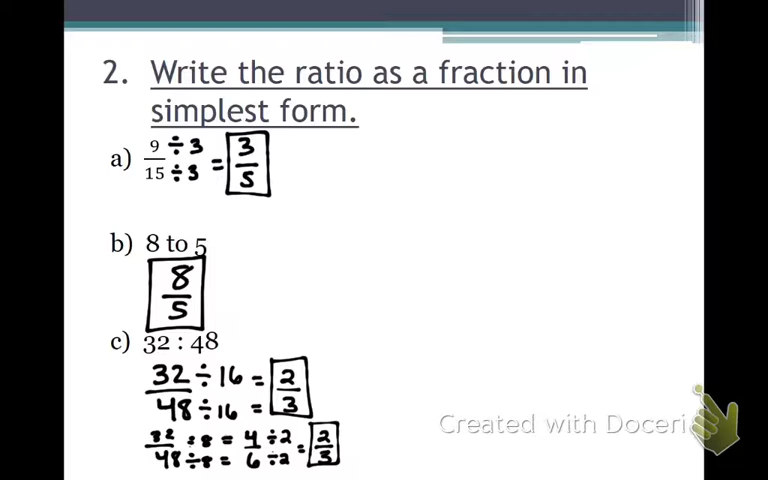 2. Write the ratio as a fraction in
simplest form.
a) 9/15 ÷3/÷3 = 3/5
b) 8 to 5
8/5
c) 32 : 48
32/48 ÷16/÷16 = 2/3
32/48 ÷8/÷8 = 4/6 ÷2/÷2 = 2/3
Created with Doceri